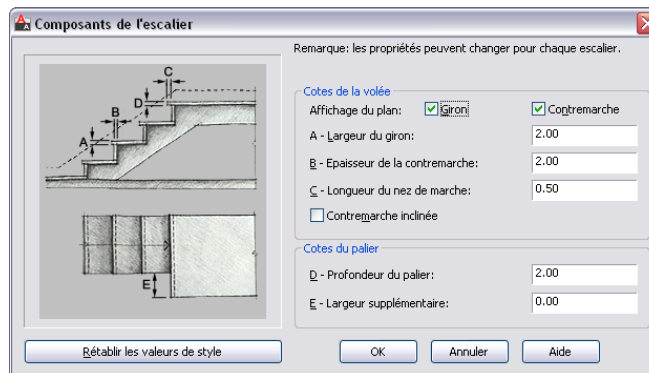 Composants de l'escalier
Remarque: les propriétés peuvent changer pour chaque escalier.
C
D
B
A
E
Cotes de la volée
Affichage du plan: Giron Contremarche
A - Largeur du giron: 2.00
B - Epaisseur de la contremarche: 2.00
C - Longueur du nez de marche: 0.50
Contremarche inclinée
Cotes du palier
D - Profondeur du palier: 2.00
E - Largeur supplémentaire: 0.00
Rétablir les valeurs de style OK Annuler Aide